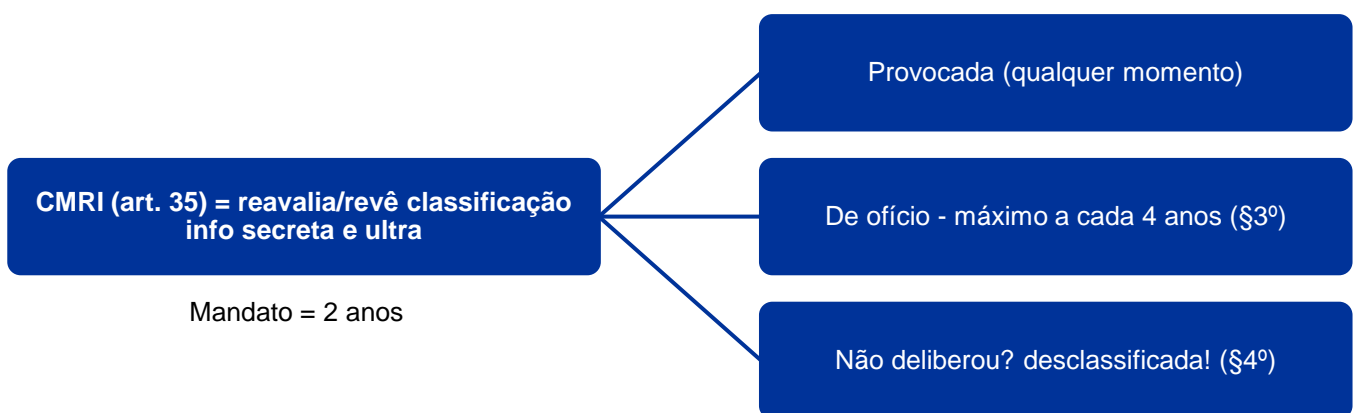 CMRI (art. 35) = reavalia/revê classificação
info secreta e ultra
Mandato = 2 anos
Provocada (qualquer momento)
De ofício - máximo a cada 4 anos (§3º)
Não deliberou? desclassificada! (§4º)